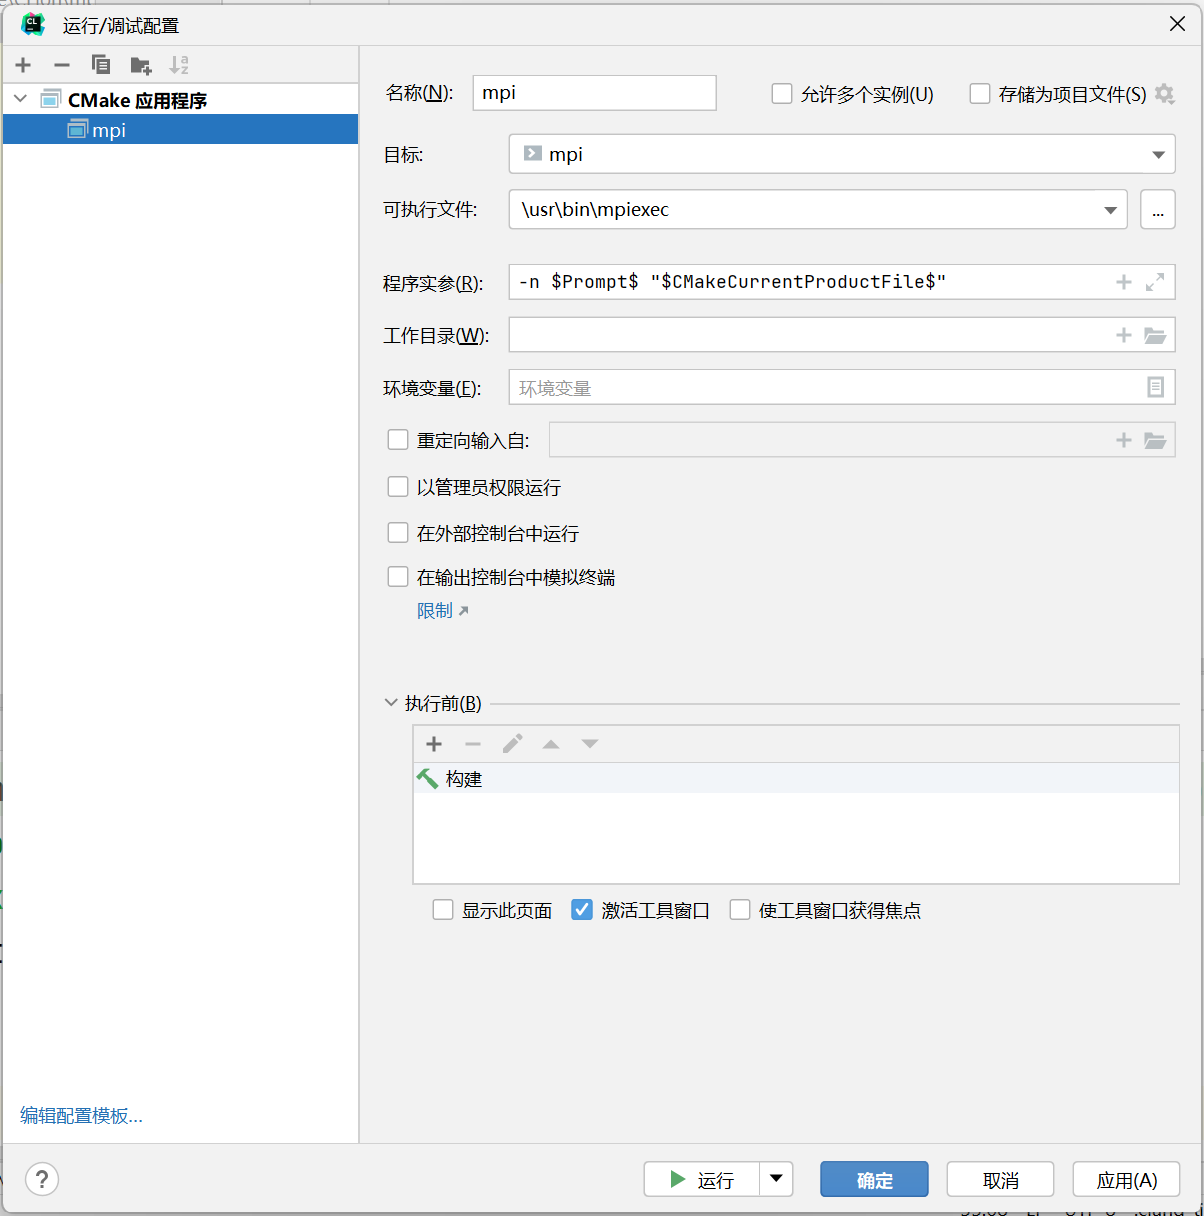 运行/调试配置
CMake 应用程序
mpi
名称(N): mpi 允许多个实例(U) 存储为项目文件(S)
目标: mpi
可执行文件: \usr\bin\mpiexec ...
程序实参(R): -n $Prompt$ "$CMakeCurrentProductFile$"
工作目录(W):
环境变量(E): 环境变量
重定向输入自:
以管理员权限运行
在外部控制台中运行
在输出控制台中模拟终端
限制
执行前(B)
构建
显示此页面 激活工具窗口 使工具窗口获得焦点
编辑配置模板...
? 运行 确定 取消 应用(A)